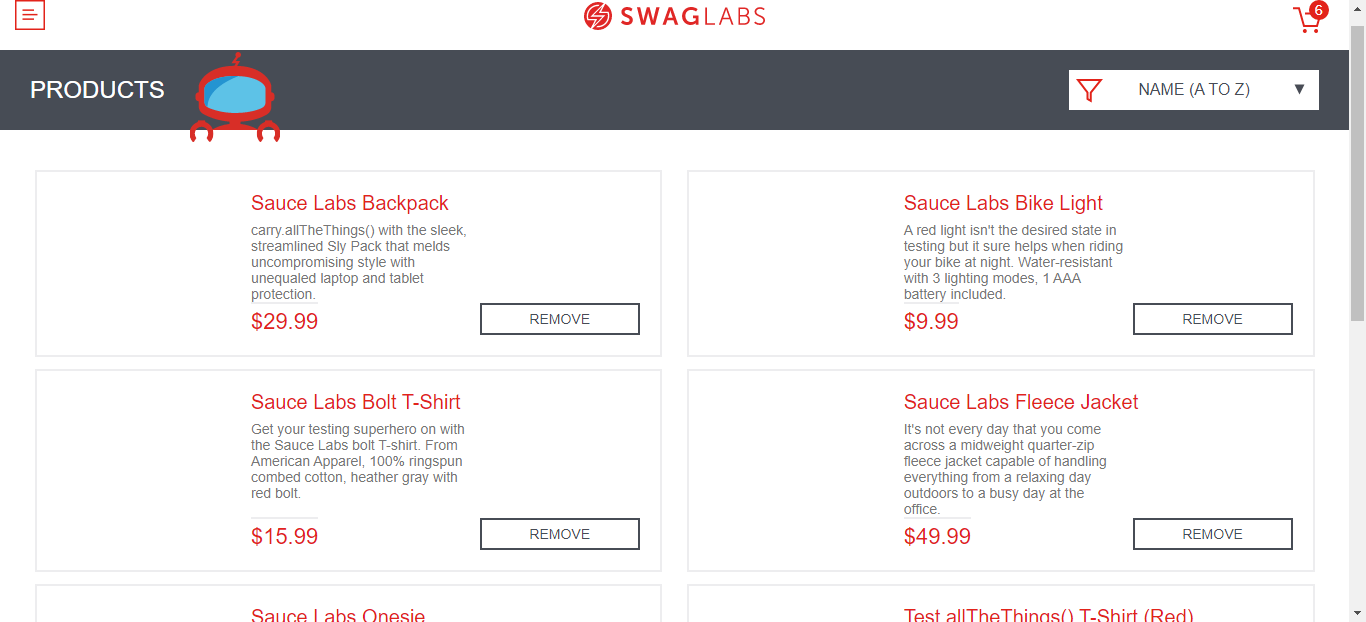 SWAGLABS
6
PRODUCTS
NAME (A TO Z)
Sauce Labs Backpack
carry.allTheThings() with the sleek,
streamlined Sly Pack that melds
uncompromising style with
unequaled laptop and tablet
protection.
$29.99
REMOVE
Sauce Labs Bike Light
A red light isn't the desired state in
testing but it sure helps when riding
your bike at night. Water-resistant
with 3 lighting modes, 1 AAA
battery included.
$9.99
REMOVE
Sauce Labs Bolt T-Shirt
Get your testing superhero on with
the Sauce Labs bolt T-shirt. From
American Apparel, 100% ringspun
combed cotton, heather gray with
red bolt.
$15.99
REMOVE
Sauce Labs Fleece Jacket
It's not every day that you come
across a midweight quarter-zip
fleece jacket capable of handling
everything from a relaxing day
outdoors to a busy day at the
office.
$49.99
REMOVE
Sauce Labs Onesie
Test.allTheThings() T-Shirt (Red)